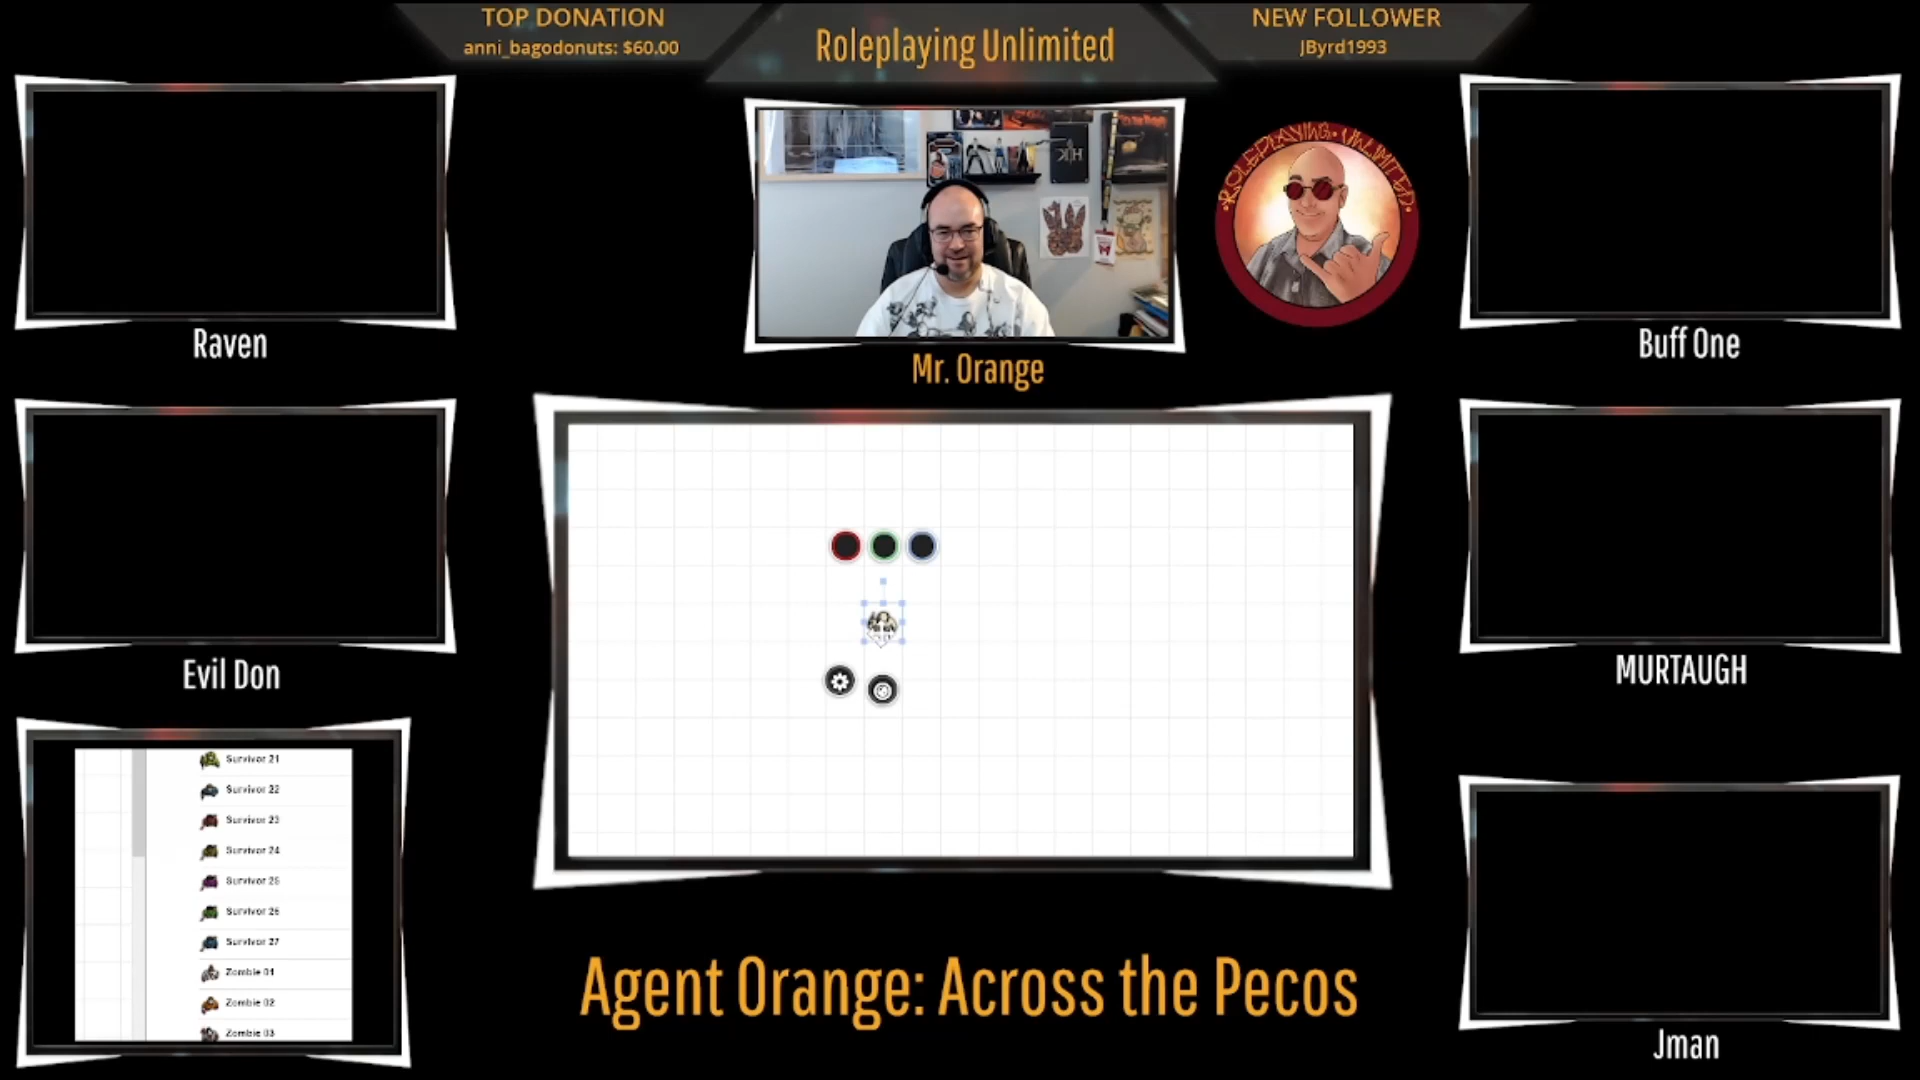 TOP DONATION
anni_bagodonuts: $60.00
Roleplaying Unlimited
NEW FOLLOWER
JByrd1993
·ROLEPLAYING·UNLIMITED·
Raven
Mr. Orange
Buff One
Evil Don
MURTAUGH
Survivor 21
Survivor 22
Survivor 23
Survivor 24
Survivor 25
Survivor 26
Survivor 27
Zombie 01
Zombie 02
Zombie 03
Agent Orange: Across the Pecos
Jman